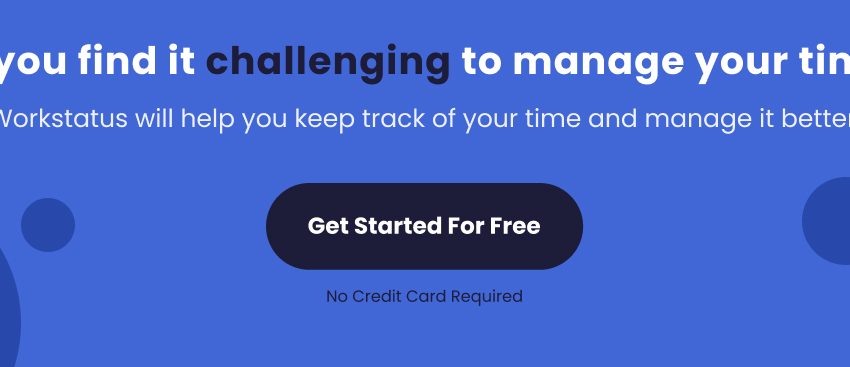 you find it challenging to manage your tim
Workstatus will help you keep track of your time and manage it better
Get Started For Free
No Credit Card Required